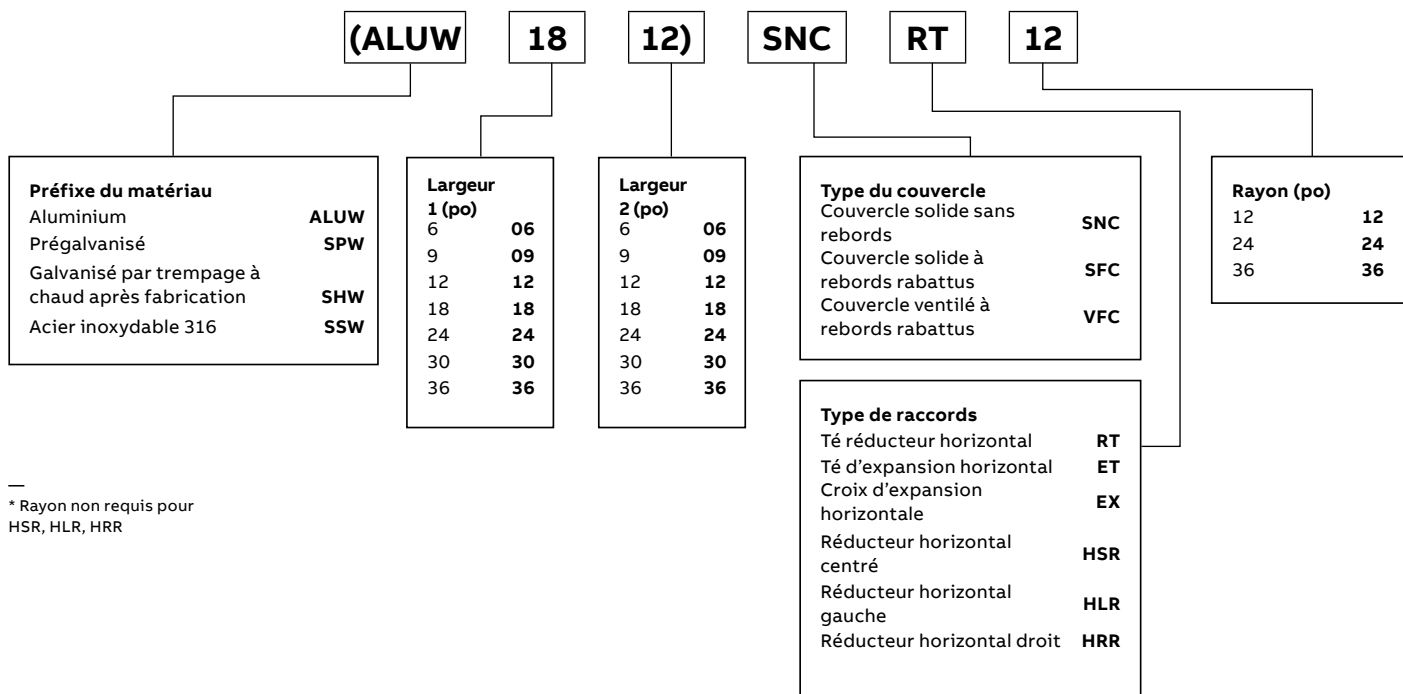 (ALUW 18 12) SNC RT 12
Préfixe du matériau
Aluminium ALUW
Prégalvanisé SPW
Galvanisé par trempage à
chaud après fabrication SHW
Acier inoxydable 316 SSW
Largeur
1 (po)
6 06
9 09
12 12
18 18
24 24
30 30
36 36
Largeur
2 (po)
6 06
9 09
12 12
18 18
24 24
30 30
36 36
Type du couvercle
Couvercle solide sans
rebords SNC
Couvercle solide à
rebords rabattus SFC
Couvercle ventilé à
rebords rabattus VFC
Rayon (po)
12 12
24 24
36 36
Type de raccords
Té réducteur horizontal RT
Té d’expansion horizontal ET
Croix d’expansion
horizontale EX
Réducteur horizontal
centré HSR
Réducteur horizontal
gauche HLR
Réducteur horizontal droit HRR
—
* Rayon non requis pour
HSR, HLR, HRR